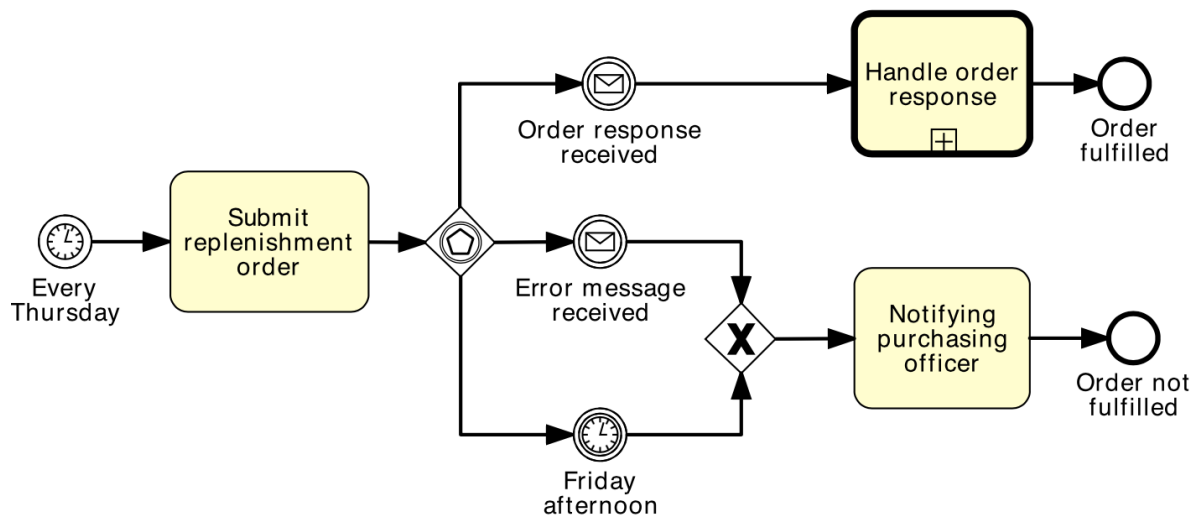 Handle order
response
Order response
received
Order
fulfilled
Submit
replenishment
order
Every
Thursday
Error message
received
Notifying
purchasing
officer
Order not
fulfilled
Friday
afternoon